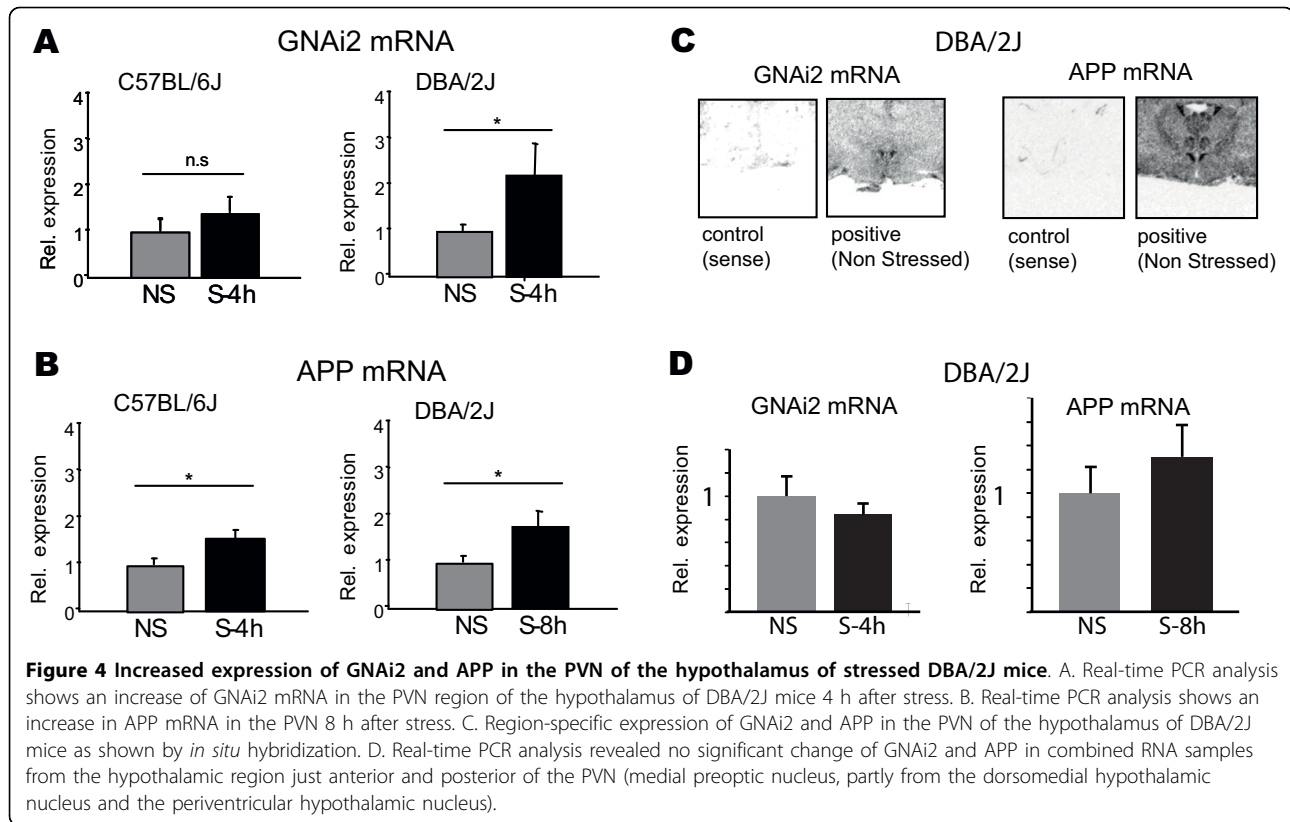 A
GNAi2 mRNA
C57BL/6J
DBA/2J
Rel. expression
4
3
2
1
0
n.s
NS
S-4h
Rel. expression
4
3
2
1
0
*
NS
S-4h
C
DBA/2J
GNAi2 mRNA
APP mRNA
control
(sense)
positive
(Non Stressed)
control
(sense)
positive
(Non Stressed)
B
APP mRNA
C57BL/6J
DBA/2J
Rel. expression
4
3
2
1
0
*
NS
S-4h
Rel. expression
4
3
2
1
0
*
NS
S-8h
D
DBA/2J
GNAi2 mRNA
APP mRNA
Rel. expression
1
NS
S-4h
Rel. expression
1
NS
S-8h
Figure 4 Increased expression of GNAi2 and APP in the PVN of the hypothalamus of stressed DBA/2J mice. A. Real-time PCR analysis
shows an increase of GNAi2 mRNA in the PVN region of the hypothalamus of DBA/2J mice 4 h after stress. B. Real-time PCR analysis shows an
increase in APP mRNA in the PVN 8 h after stress. C. Region-specific expression of GNAi2 and APP in the PVN of the hypothalamus of DBA/2J
mice as shown by in situ hybridization. D. Real-time PCR analysis revealed no significant change of GNAi2 and APP in combined RNA samples
from the hypothalamic region just anterior and posterior of the PVN (medial preoptic nucleus, partly from the dorsomedial hypothalamic
nucleus and the periventricular hypothalamic nucleus).